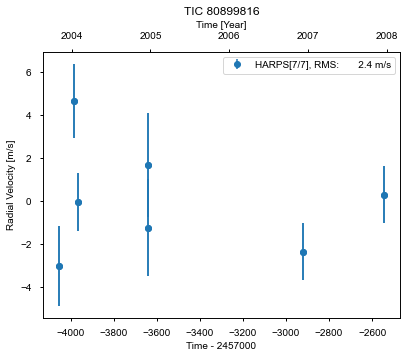 TIC 80899816
Time [Year]
2004 2005 2006 2007 2008
HARPS[7/7], RMS: 2.4 m/s
Radial Velocity [m/s]
6
4
2
0
−2
−4
−4000 −3800 −3600 −3400 −3200 −3000 −2800 −2600
Time - 2457000